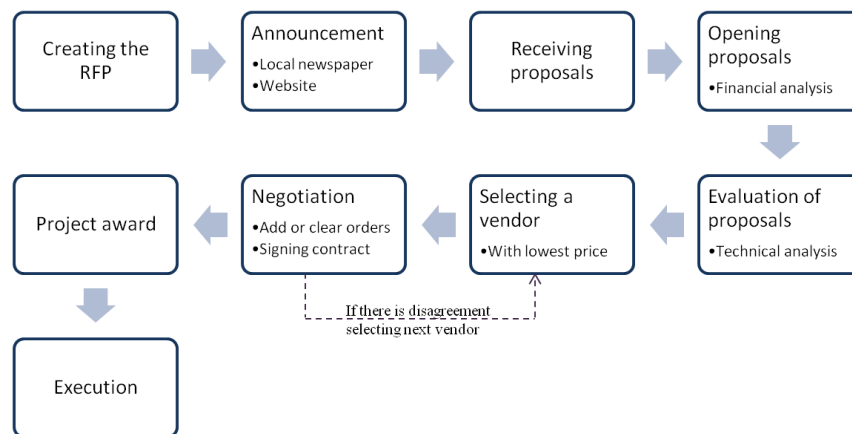 Creating the
RFP
Announcement
•Local newspaper
•Website
Receiving
proposals
Opening
proposals
•Financial analysis
Evaluation of
proposals
•Technical analysis
Selecting a
vendor
•With lowest price
Negotiation
•Add or clear orders
•Signing contract
Project award
If there is disagreement
selecting next vendor
Execution